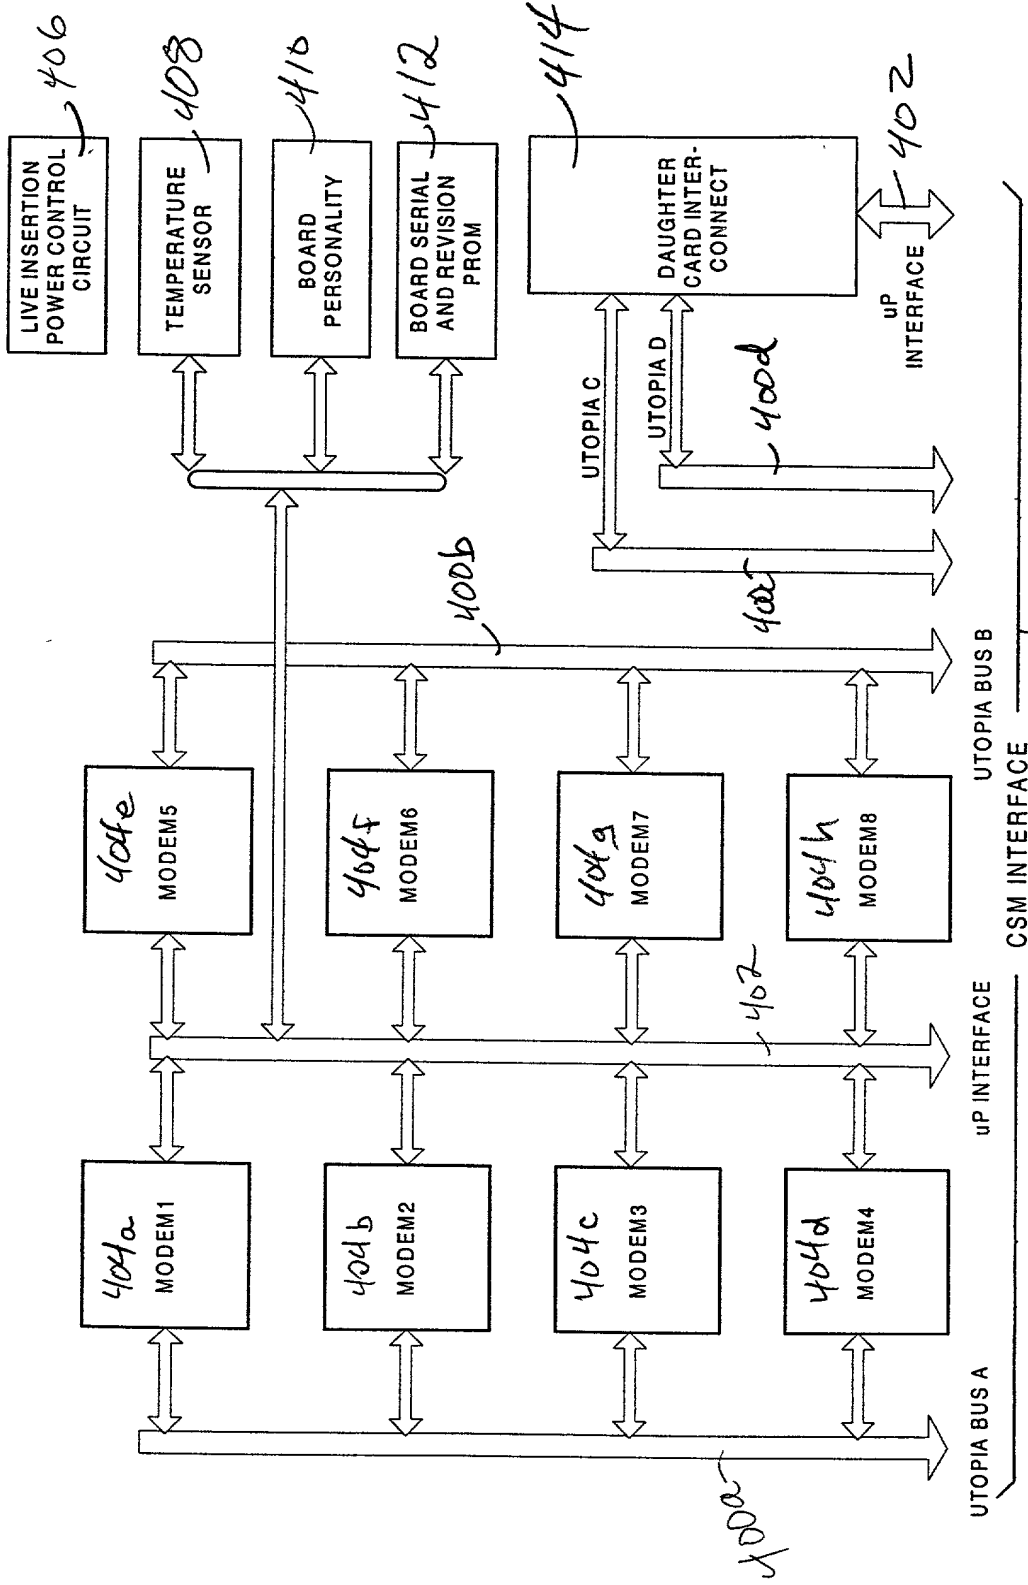 LIVE INSERTION
POWER CONTROL
CIRCUIT
406
TEMPERATURE
SENSOR
408
BOARD
PERSONALITY
410
BOARD SERIAL
AND REVISION
PROM
412
DAUGHTER
CARD INTER-
CONNECT
414
UTOPIA C
UTOPIA D
400d
uP
INTERFACE
402
400b
404e
MODEM5
404f
MODEM6
404g
MODEM7
404h
MODEM8
402
404a
MODEM1
404b
MODEM2
404c
MODEM3
404d
MODEM4
400a
UTOPIA BUS A
uP INTERFACE
UTOPIA BUS B
CSM INTERFACE